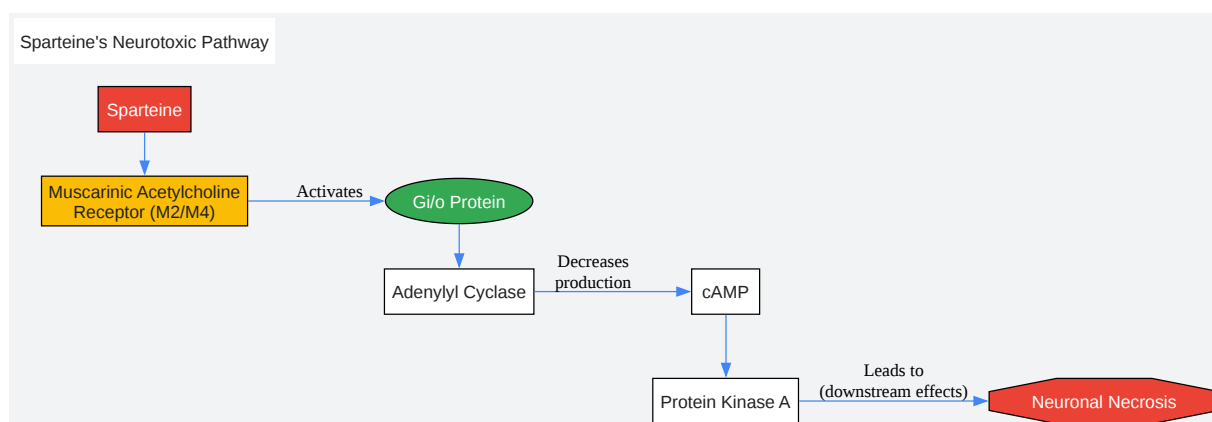 Sparteine's Neurotoxic Pathway
Sparteine
Muscarinic Acetylcholine
Receptor (M2/M4)
Activates
Gi/o Protein
Adenylyl Cyclase
Decreases
production
cAMP
Protein Kinase A
Leads to
(downstream effects)
Neuronal Necrosis